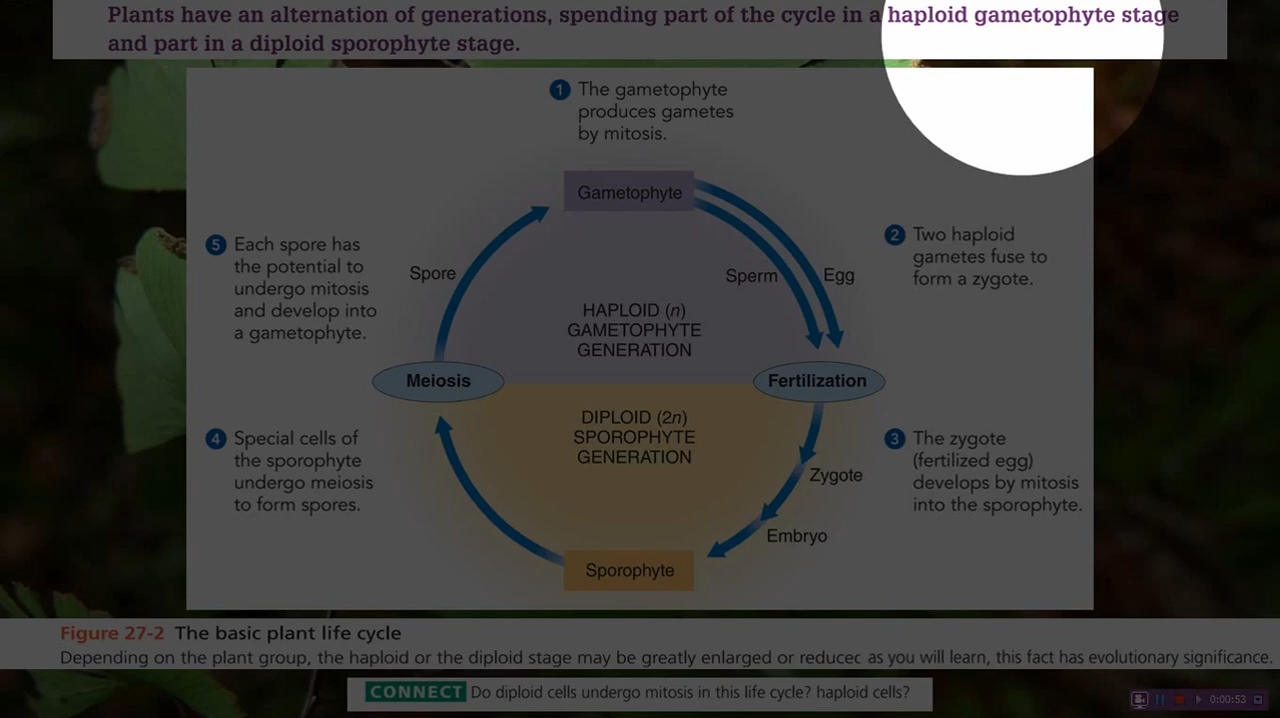 Plants have an alternation of generations, spending part of the cycle in a haploid gametophyte stage
and part in a diploid sporophyte stage.
1 The gametophyte
produces gametes
by mitosis.
Gametophyte
5 Each spore has
the potential to
undergo mitosis
and develop into
a gametophyte.
Spore
Sperm
Egg
2 Two haploid
gametes fuse to
form a zygote.
HAPLOID (n)
GAMETOPHYTE
GENERATION
Meiosis
Fertilization
DIPLOID (2n)
SPOROPHYTE
GENERATION
4 Special cells of
the sporophyte
undergo meiosis
to form spores.
3 The zygote
(fertilized egg)
develops by mitosis
into the sporophyte.
Zygote
Embryo
Sporophyte
Figure 27-2 The basic plant life cycle
Depending on the plant group, the haploid or the diploid stage may be greatly enlarged or reduced as you will learn, this fact has evolutionary significance.
CONNECT Do diploid cells undergo mitosis in this life cycle? haploid cells?
0:00:53